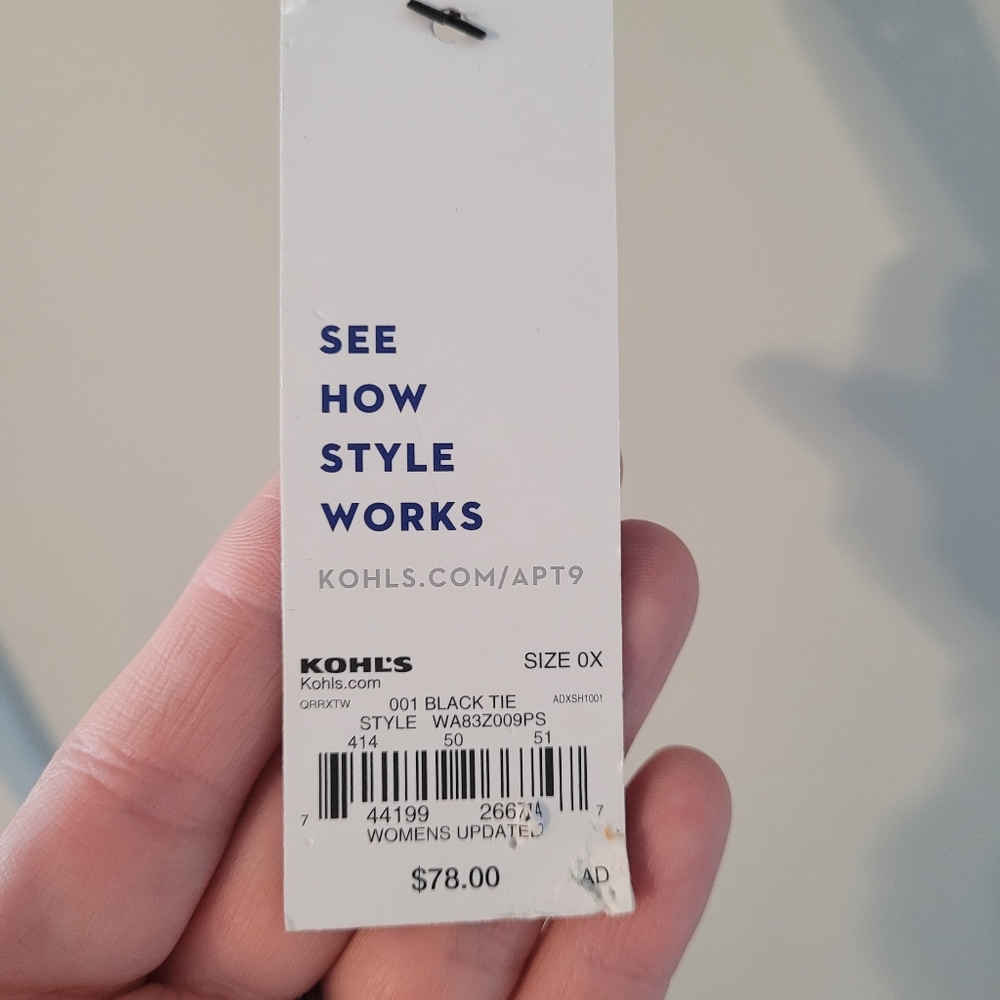 SEE
HOW
STYLE
WORKS
KOHLS.COM/APT9
KOHL'S SIZE 0X
Kohls.com
QRRXTW 001 BLACK TIE ADXSH1001
STYLE WA83Z009PS
414 50 51
7 44199 26674 7
WOMENS UPDATED
$78.00 AD